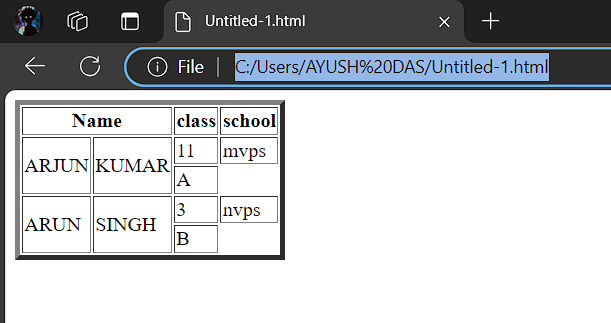 Untitled-1.html
File C:/Users/AYUSH%20DAS/Untitled-1.html
Name class school
ARJUN KUMAR 11 mvps
A
ARUN SINGH 3 nvps
B